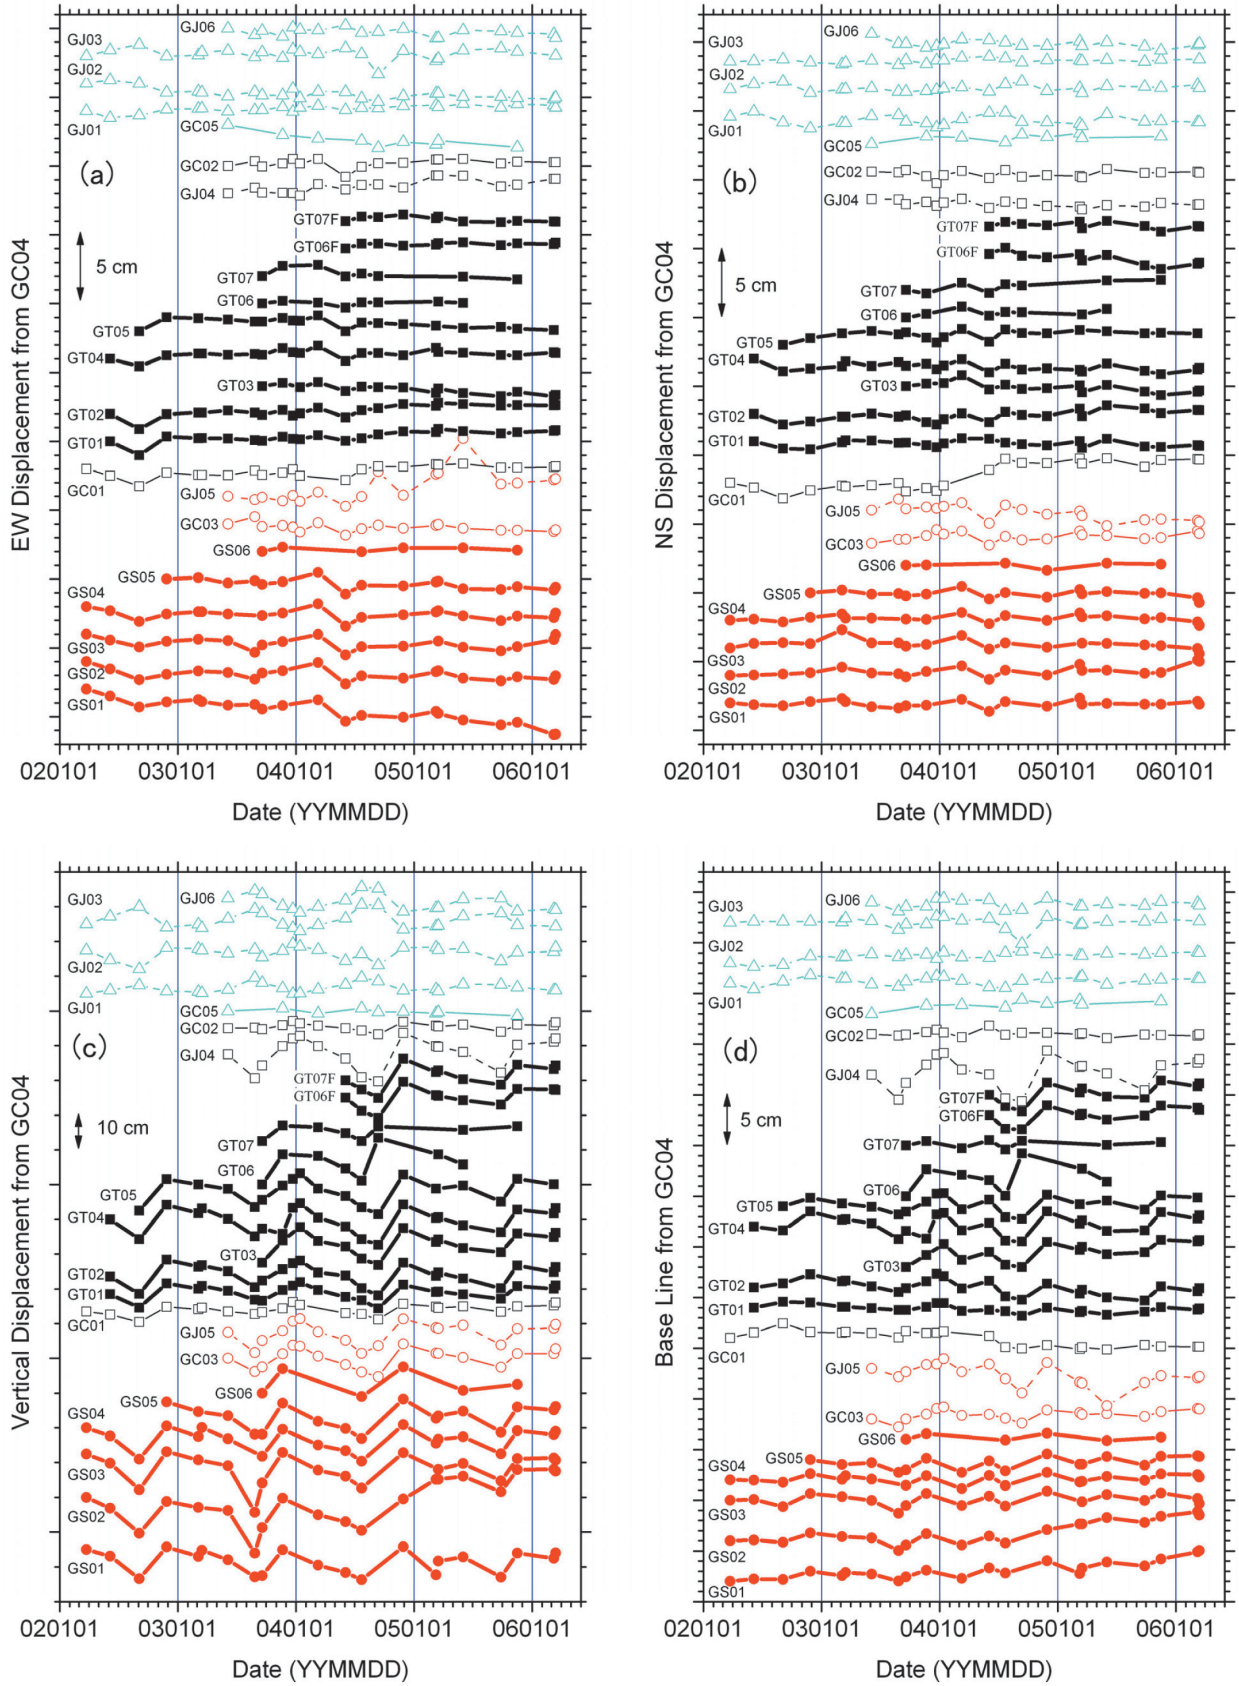 GJ06
GJ03
GJ02
GJ01
GC05
GC02
(a)
GJ04
GT07F
GT06F
5 cm
GT07
GT06
GT05
GT04
GT03
GT02
GT01
GC01
GJ05
GC03
GS06
GS05
GS04
GS03
GS02
GS01
EW Displacement from GC04
020101 030101 040101 050101 060101
Date (YYMMDD)
GJ06
GJ03
GJ02
GJ01
GC05
GC02
(b)
GJ04
GT07F
GT06F
5 cm
GT07
GT06
GT05
GT04
GT03
GT02
GT01
GC01
GJ05
GC03
GS06
GS05
GS04
GS03
GS02
GS01
NS Displacement from GC04
020101 030101 040101 050101 060101
Date (YYMMDD)
GJ03
GJ06
GJ02
GJ01
GC05
GC02
(c)
GJ04
GT07F
GT06F
10 cm
GT07
GT06
GT05
GT04
GT03
GT02
GT01
GC01
GJ05
GC03
GS06
GS05
GS04
GS03
GS02
GS01
Vertical Displacement from GC04
020101 030101 040101 050101 060101
Date (YYMMDD)
GJ03
GJ06
GJ02
GJ01
GC05
GC02
(d)
GJ04
GT07F
GT06F
5 cm
GT07
GT06
GT05
GT04
GT03
GT02
GT01
GC01
GJ05
GC03
GS06
GS05
GS04
GS03
GS02
GS01
Base Line from GC04
020101 030101 040101 050101 060101
Date (YYMMDD)